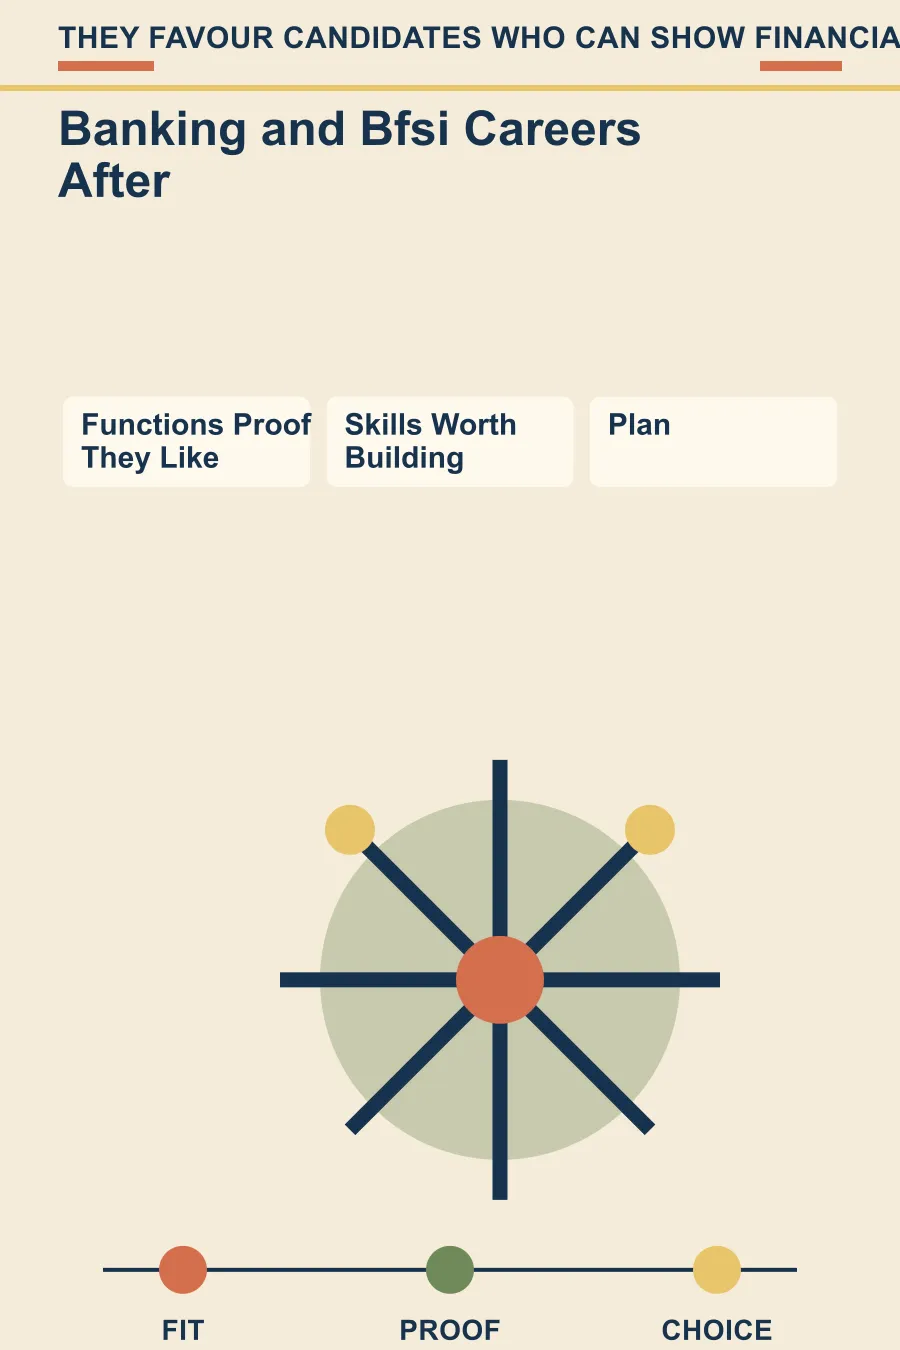 THEY FAVOUR CANDIDATES WHO CAN SHOW FINANCIA
Banking and Bfsi Careers
After
Functions Proof
They Like
Skills Worth
Building
Plan
FIT
PROOF
CHOICE